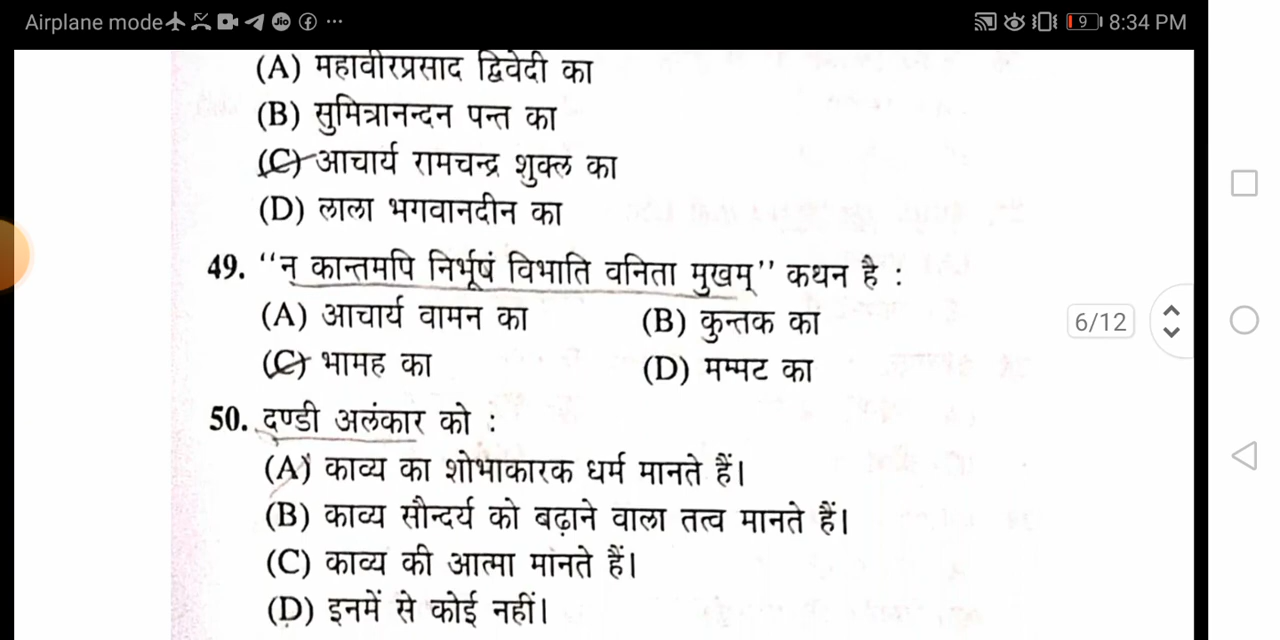 Airplane mode 9 8:34 PM
(A) महावीरप्रसाद द्विवेदी का
(B) सुमित्रानन्दन पन्त का
(C) आचार्य रामचन्द्र शुक्ल का
(D) लाला भगवानदीन का
49. ‘‘न् कान्तमपि निर्भूषं विभाति वनिता मुखम्’’ कथन है :
(A) आचार्य वामन का (B) कुन्तक का
(C) भामह का (D) मम्मट का
6/12
50. दण्डी अलंकार को :
(A) काव्य का शोभाकारक धर्म मानते हैं।
(B) काव्य सौन्दर्य को बढ़ाने वाला तत्व मानते हैं।
(C) काव्य की आत्मा मानते हैं।
(D) इनमें से कोई नहीं।